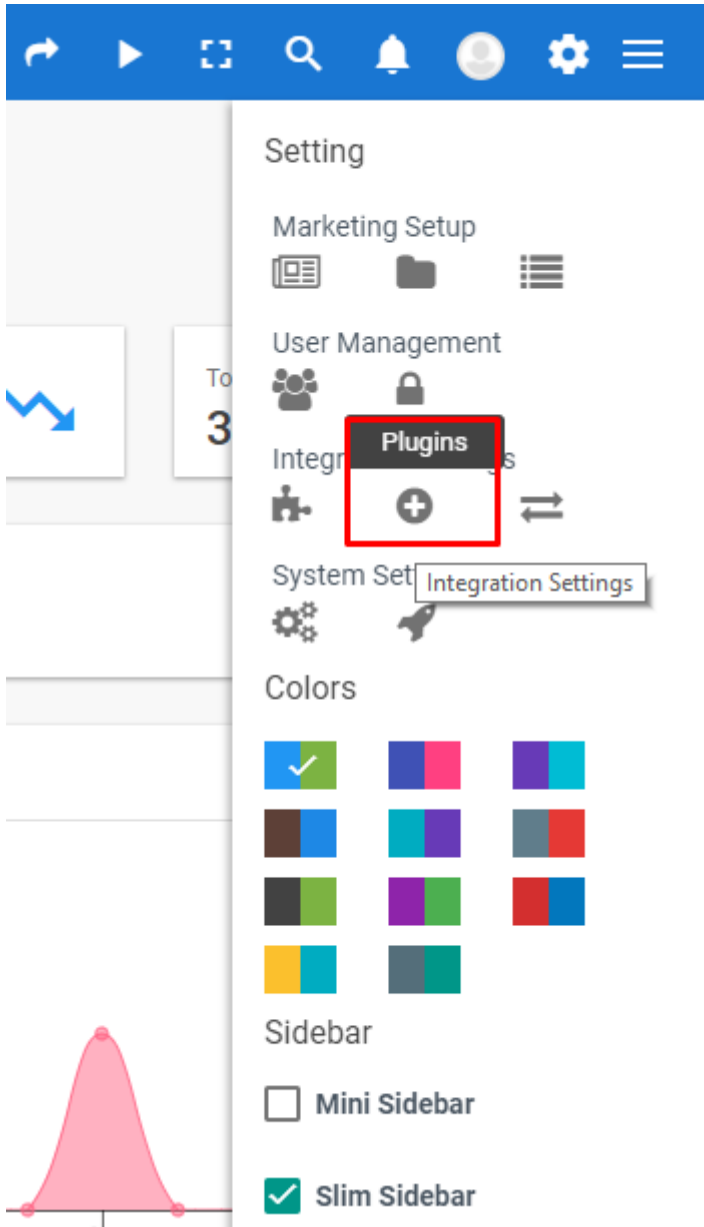 Setting
Marketing Setup
To
3
User Management
Plugins
Integr s
System Set
Integration Settings
Colors
Sidebar
Mini Sidebar
Slim Sidebar